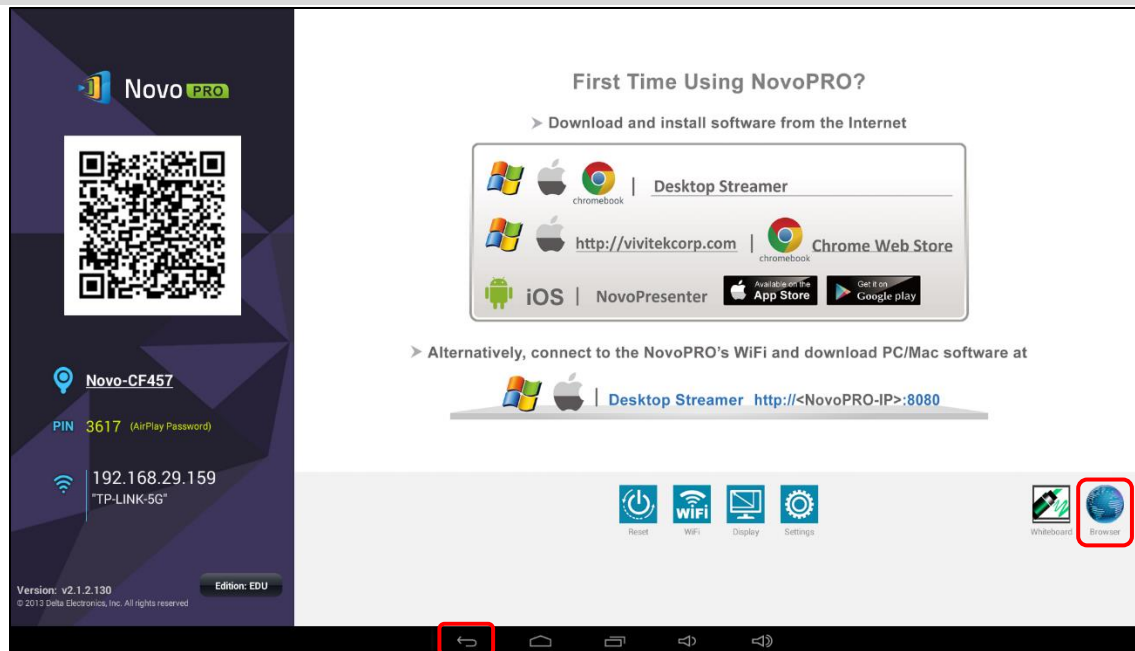 Novo PRO
Novo-CF457
PIN 3617 (AirPlay Password)
192.168.29.159
"TP-LINK-5G"
Version: v2.1.2.130
© 2013 Delta Electronics, Inc. All rights reserved
Edition: EDU
First Time Using NovoPRO?
➤ Download and install software from the Internet
chromebook | Desktop Streamer
http://vivitekcorp.com | chromebook Chrome Web Store
iOS | NovoPresenter Available on the App Store Get it on Google play
➤ Alternatively, connect to the NovoPRO's WiFi and download PC/Mac software at
| Desktop Streamer http://<NovoPRO-IP>:8080
WiFi
Reset WiFi Display Settings Whiteboard Browser